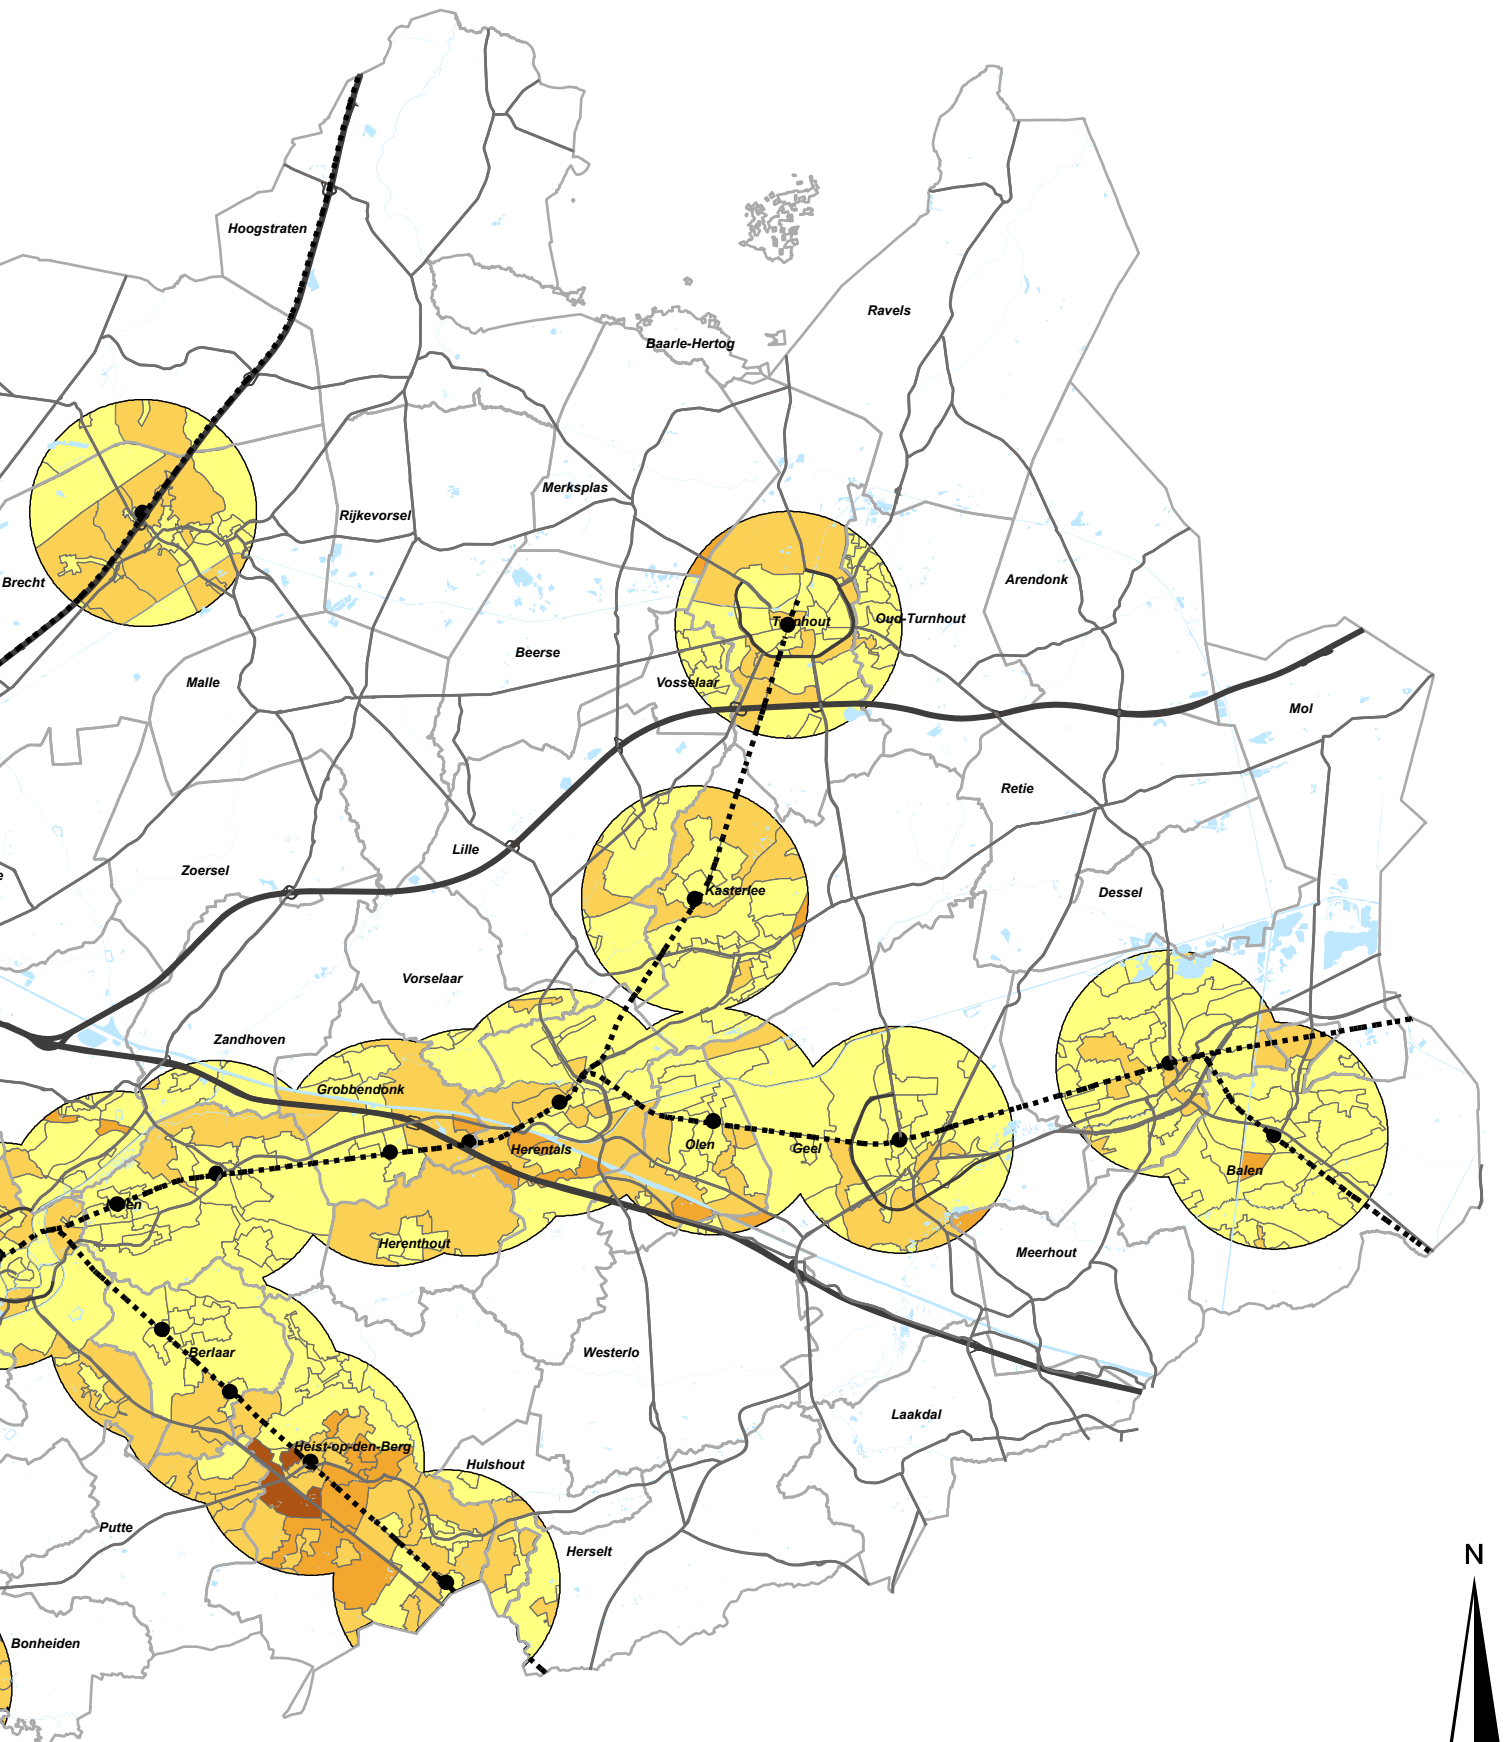 Hoogstraten
Ravels
Baarle-Hertog
Merksplas
Rijkevorsel
Brecht
Arendonk
Turnhout
Oud-Turnhout
Beerse
Malle
Vosselaar
Mol
Retie
Lille
Zoersel
Kasterlee
Dessel
Vorselaar
Zandhoven
Grobbendonk
Herentals
Olen
Geel
Balen
Herenthout
Meerhout
Berlaar
Westerlo
Laakdal
Heist-op-den-Berg
Hulshout
Putte
Herselt
N
Bonheiden